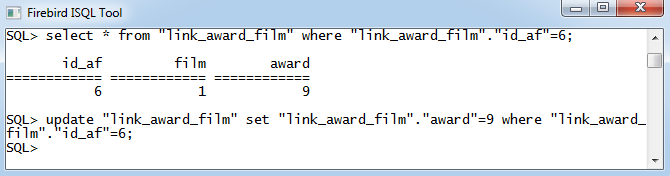 Firebird ISQL Tool
SQL> select * from "link_award_film" where "link_award_film"."id_af"=6;
id_af film award
============ ============ ============
6 1 9
SQL> update "link_award_film" set "link_award_film"."award"=9 where "link_award_
film"."id_af"=6;
SQL>